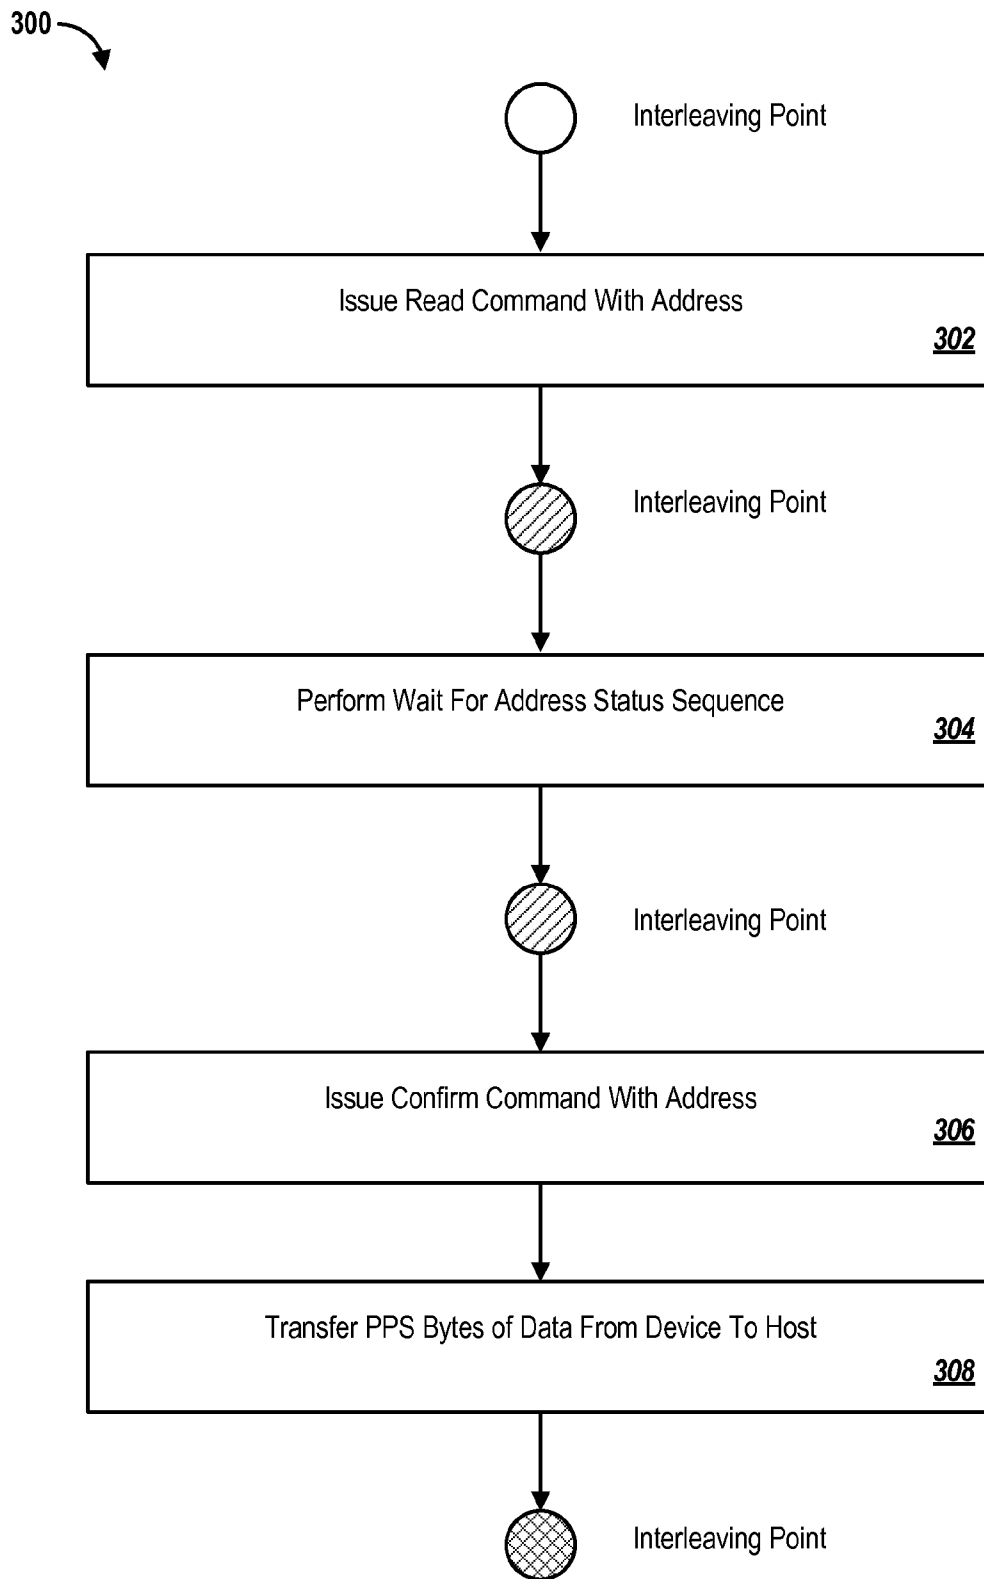 300
Interleaving Point
Issue Read Command With Address
302
Interleaving Point
Perform Wait For Address Status Sequence
304
Interleaving Point
Issue Confirm Command With Address
306
Transfer PPS Bytes of Data From Device To Host
308
Interleaving Point